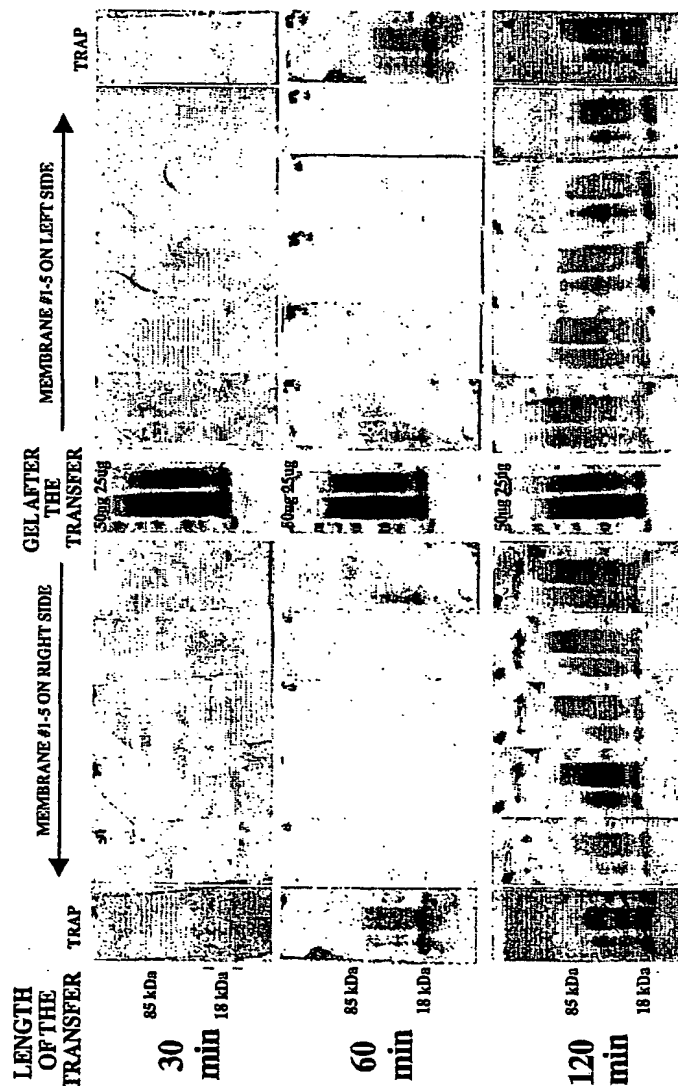 LENGTH
OF THE
TRANSFER
TRAP
MEMBRANE #1-5 ON RIGHT SIDE
GEL AFTER
THE
TRANSFER
MEMBRANE #1-5 ON LEFT SIDE
TRAP
30
min
85 kDa
18 kDa
50ug 25ug
60
min
85 kDa
18 kDa
50ug 25ug
120
min
85 kDa
18 kDa
50ug 25ug